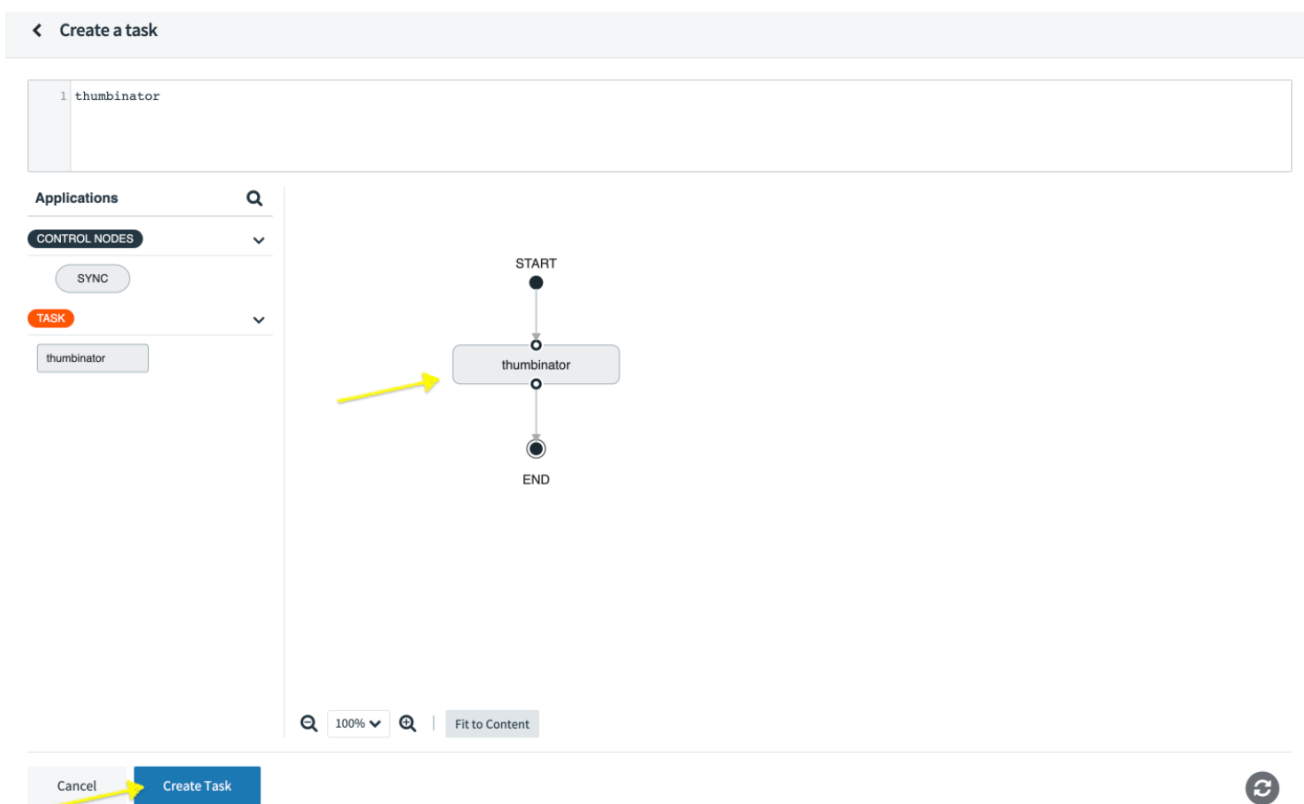 Create a task
1 thumbinator
Applications
CONTROL NODES
SYNC
TASK
thumbinator
START
thumbinator
END
100%
Fit to Content
Cancel
Create Task